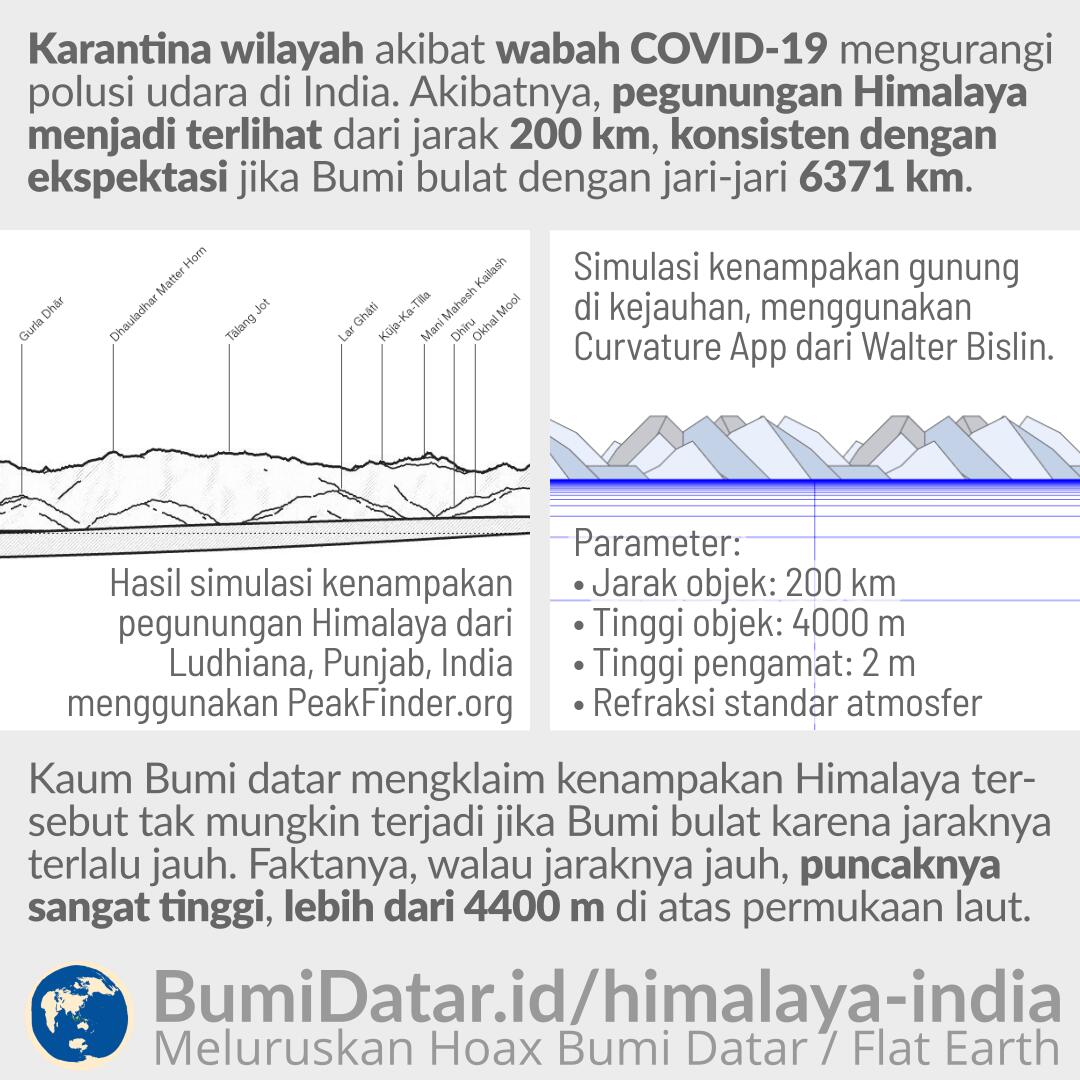 Karantina wilayah akibat wabah COVID-19 mengurangi
polusi udara di India. Akibatnya, pegunungan Himalaya
menjadi terlihat dari jarak 200 km, konsisten dengan
ekspektasi jika Bumi bulat dengan jari-jari 6371 km.
Gurla Dhār
Dhauladhar Matter Horn
Tālang Jot
Lar Ghāti
Kūja-Ka-Tilla
Mani Mahesh Kailash
Dhīru
Okhal Mool
Hasil simulasi kenampakan
pegunungan Himalaya dari
Ludhiana, Punjab, India
menggunakan PeakFinder.org
Simulasi kenampakan gunung
di kejauhan, menggunakan
Curvature App dari Walter Bislin.
Parameter:
• Jarak objek: 200 km
• Tinggi objek: 4000 m
• Tinggi pengamat: 2 m
• Refraksi standar atmosfer
Kaum Bumi datar mengklaim kenampakan Himalaya ter-
sebut tak mungkin terjadi jika Bumi bulat karena jaraknya
terlalu jauh. Faktanya, walau jaraknya jauh, puncaknya
sangat tinggi, lebih dari 4400 m di atas permukaan laut.
BumiDatar.id/himalaya-india
Meluruskan Hoax Bumi Datar / Flat Earth